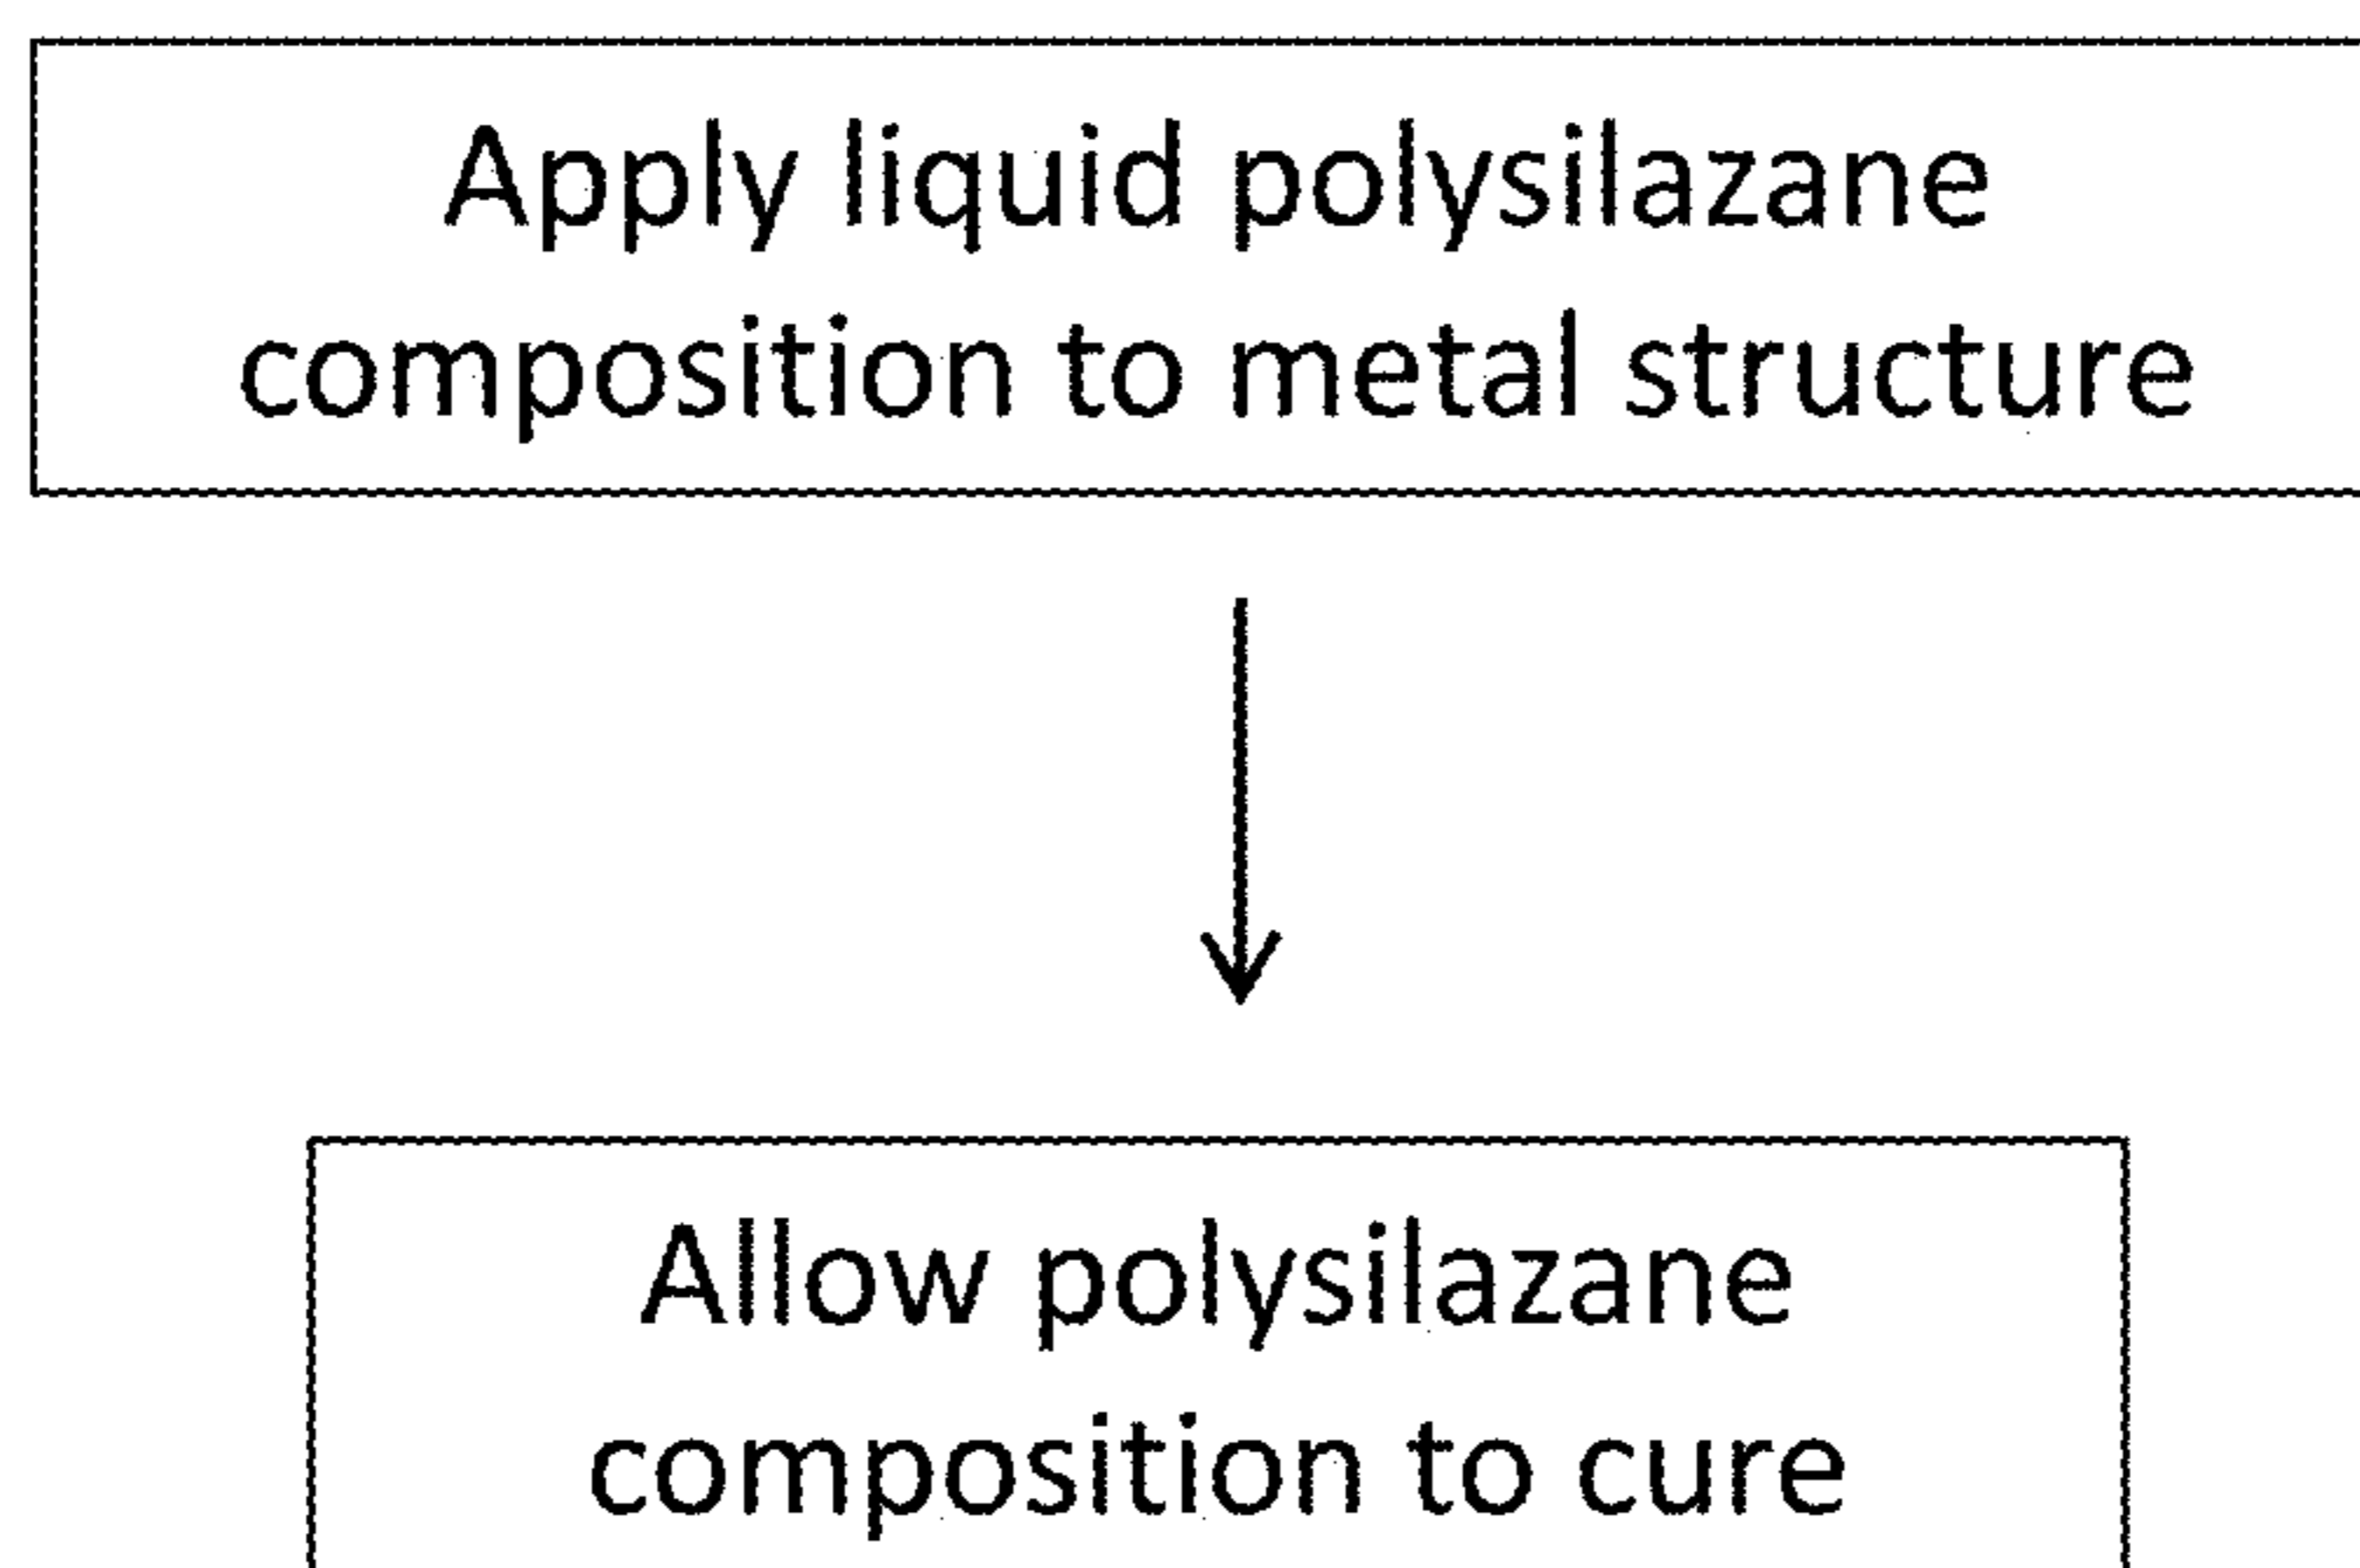 Apply liquid polysilazane
composition to metal structure
Allow polysilazane
composition to cure